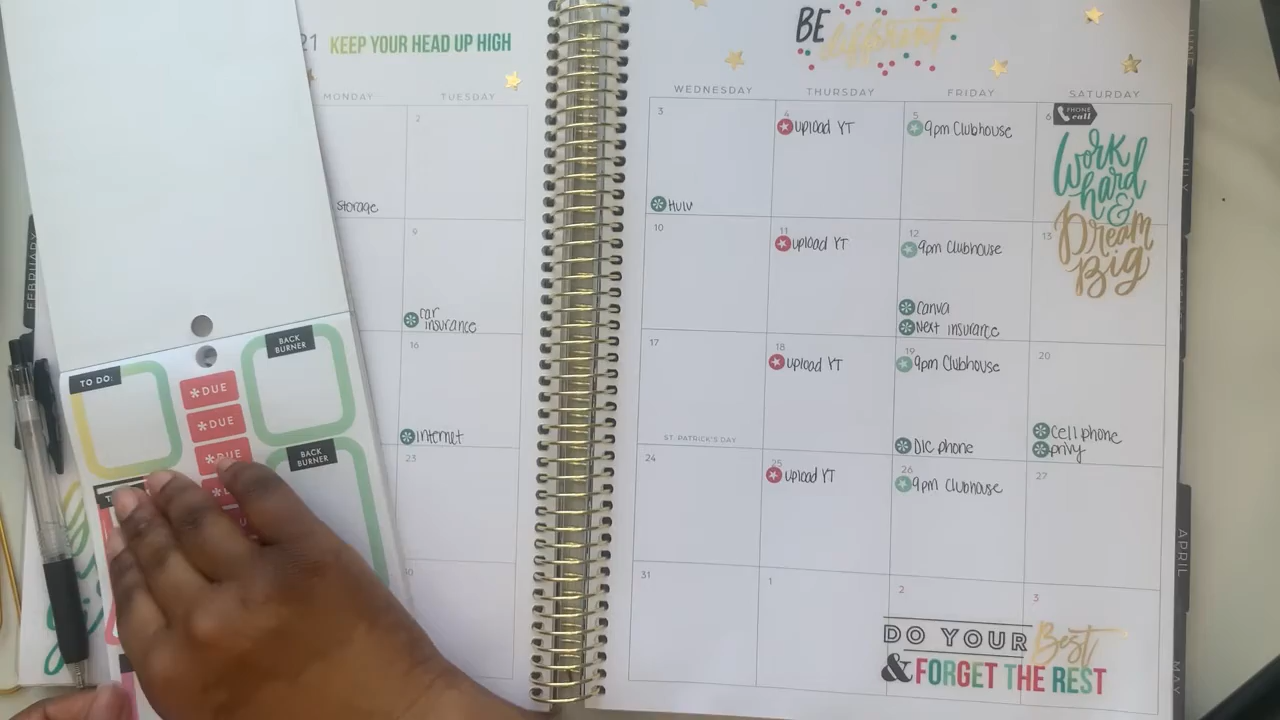 21 KEEP YOUR HEAD UP HIGH
BE different
MONDAY TUESDAY
WEDNESDAY THURSDAY FRIDAY SATURDAY
2
3 4 5 6
PHONE call
upload YT
9pm Clubhouse
storage
Hulu
Work
hard
&
Dream
Big
9
10 11 12 13
upload YT
9pm Clubhouse
car
insurance
Canva
Next insurance
16
17 18 19 20
upload YT
9pm Clubhouse
internet
ST. PATRICK'S DAY
DIC phone
Cell phone
privy
23
24 25 26 27
upload YT
9pm Clubhouse
31 1 2 3
DO YOUR Best
& FORGET THE REST
TO DO:
*DUE
*DUE
*DUE
BACK
BURNER
BACK
BURNER
FEBRUARY
JUNE
JULY
APRIL
MAY